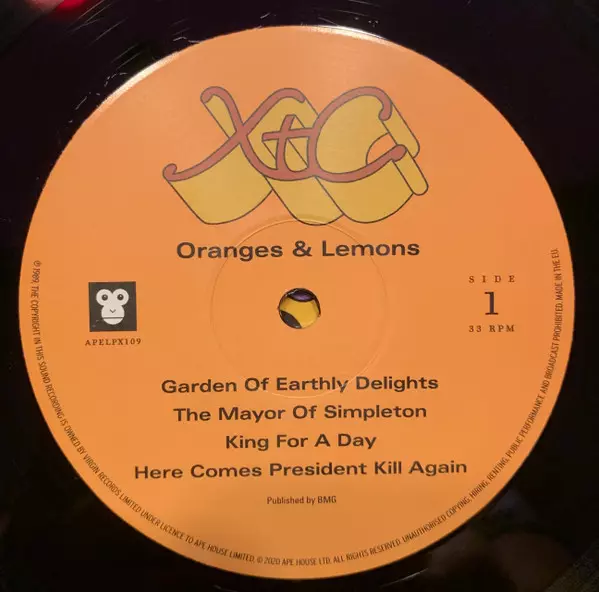 XTC
Oranges & Lemons
SIDE
1
33 RPM
APELPX109
Garden Of Earthly Delights
The Mayor Of Simpleton
King For A Day
Here Comes President Kill Again
Published by BMG
℗ 1989, THE COPYRIGHT IN THIS SOUND RECORDING IS OWNED BY VIRGIN RECORDS LIMITED UNDER LICENCE TO APE HOUSE LIMITED. © 2020 APE HOUSE LTD. ALL RIGHTS RESERVED. UNAUTHORISED COPYING, HIRING, RENTING, PUBLIC PERFORMANCE AND BROADCAST PROHIBITED. MADE IN THE EU.